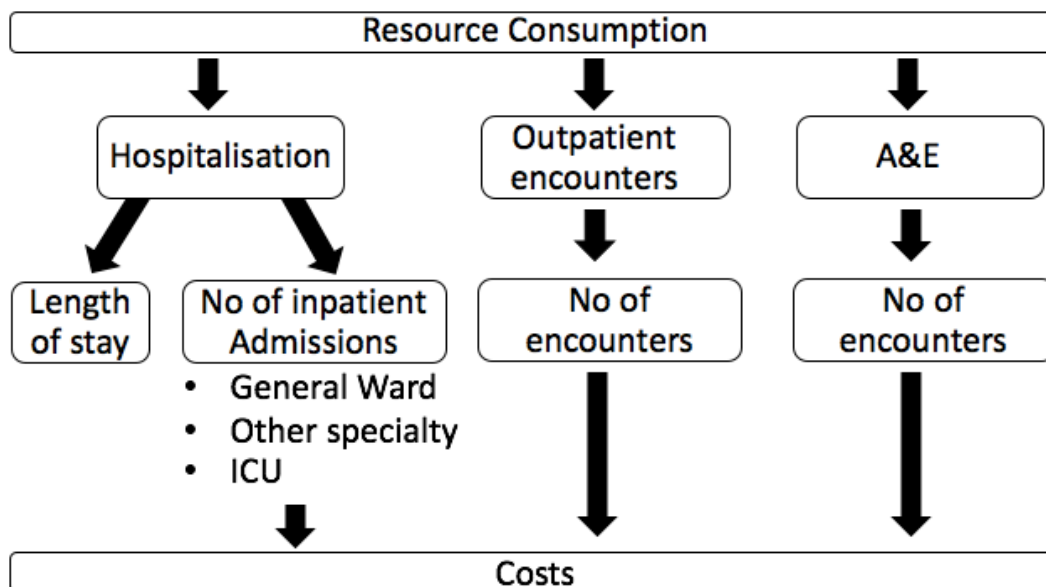 Resource Consumption
Hospitalisation
Outpatient
encounters
A&E
Length
of stay
No of inpatient
Admissions
• General Ward
• Other specialty
• ICU
No of
encounters
No of
encounters
Costs